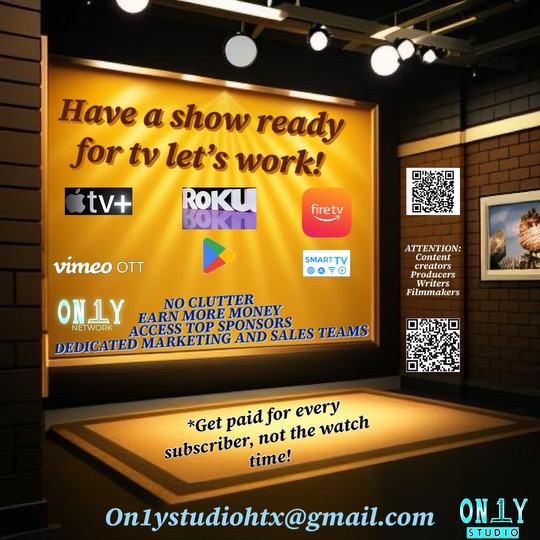 Have a show ready
for tv let's work!
tv+
ROKU
fire tv
vimeo OTT
SMART TV
ON1Y
NETWORK
NO CLUTTER
EARN MORE MONEY
ACCESS TOP SPONSORS
DEDICATED MARKETING AND SALES TEAMS
ATTENTION:
Content
creators
Producers
Writers
Filmmakers
*Get paid for every
subscriber, not the watch
time!
On1ystudiohtx@gmail.com
ON1Y
STUDIO